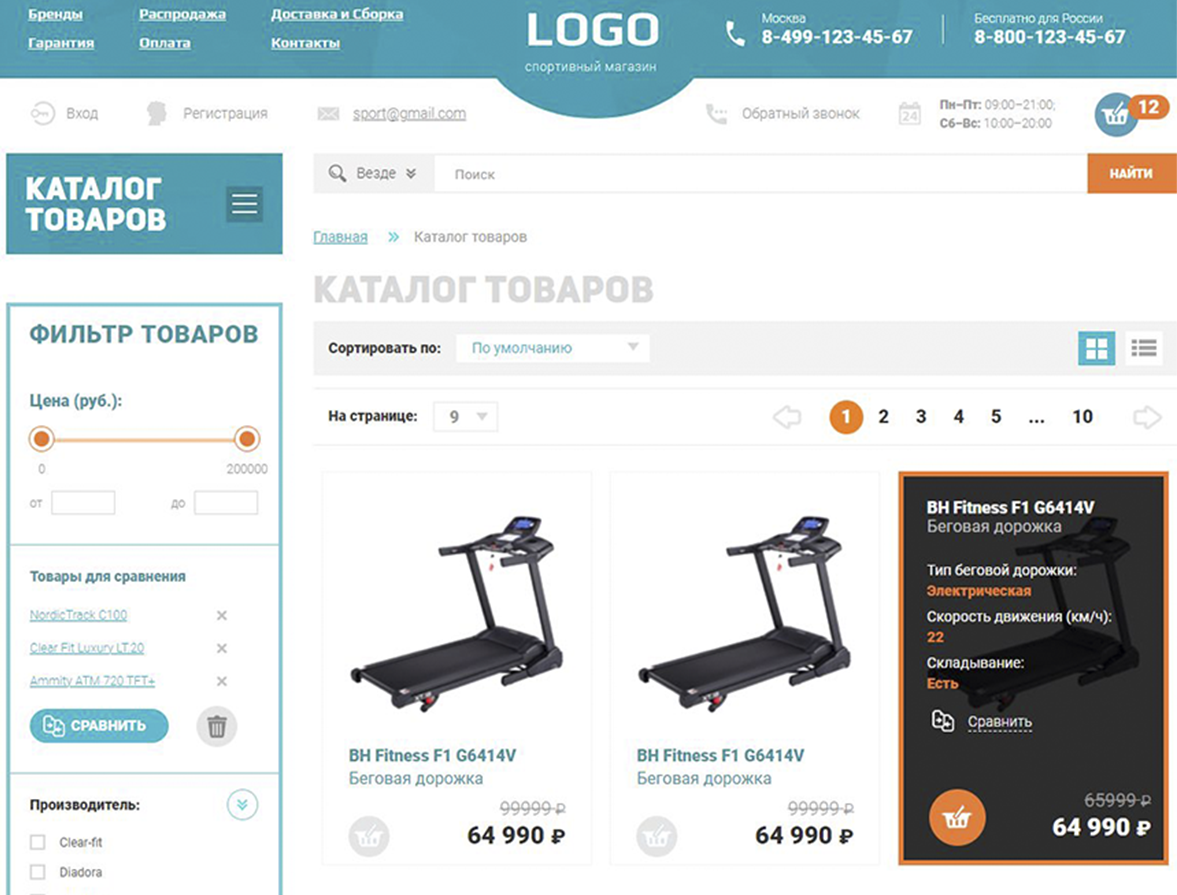 Бренды
Распродажа
Доставка и Сборка
Гарантия
Оплата
Контакты
LOGO
спортивный магазин
Москва
8-499-123-45-67
Бесплатно для России
8-800-123-45-67
Вход
Регистрация
sport@gmail.com
Обратный звонок
24
Пн–Пт: 09:00–21:00;
Сб–Вс: 10:00–20:00
12
КАТАЛОГ
ТОВАРОВ
Везде
Поиск
НАЙТИ
Главная » Каталог товаров
КАТАЛОГ ТОВАРОВ
Сортировать по: По умолчанию
На странице: 9
1 2 3 4 5 ... 10
ФИЛЬТР ТОВАРОВ
Цена (руб.):
0 200000
от до
Товары для сравнения
NordicTrack C100
Clear Fit Luxury LT.20
Ammity ATM 720 TFT+
СРАВНИТЬ
Производитель:
Clear-fit
Diadora
BH Fitness F1 G6414V
Беговая дорожка
99999 ₽
64 990 ₽
BH Fitness F1 G6414V
Беговая дорожка
99999 ₽
64 990 ₽
BH Fitness F1 G6414V
Беговая дорожка
Тип беговой дорожки:
Электрическая
Скорость движения (км/ч):
22
Складывание:
Есть
Сравнить
65999 ₽
64 990 ₽